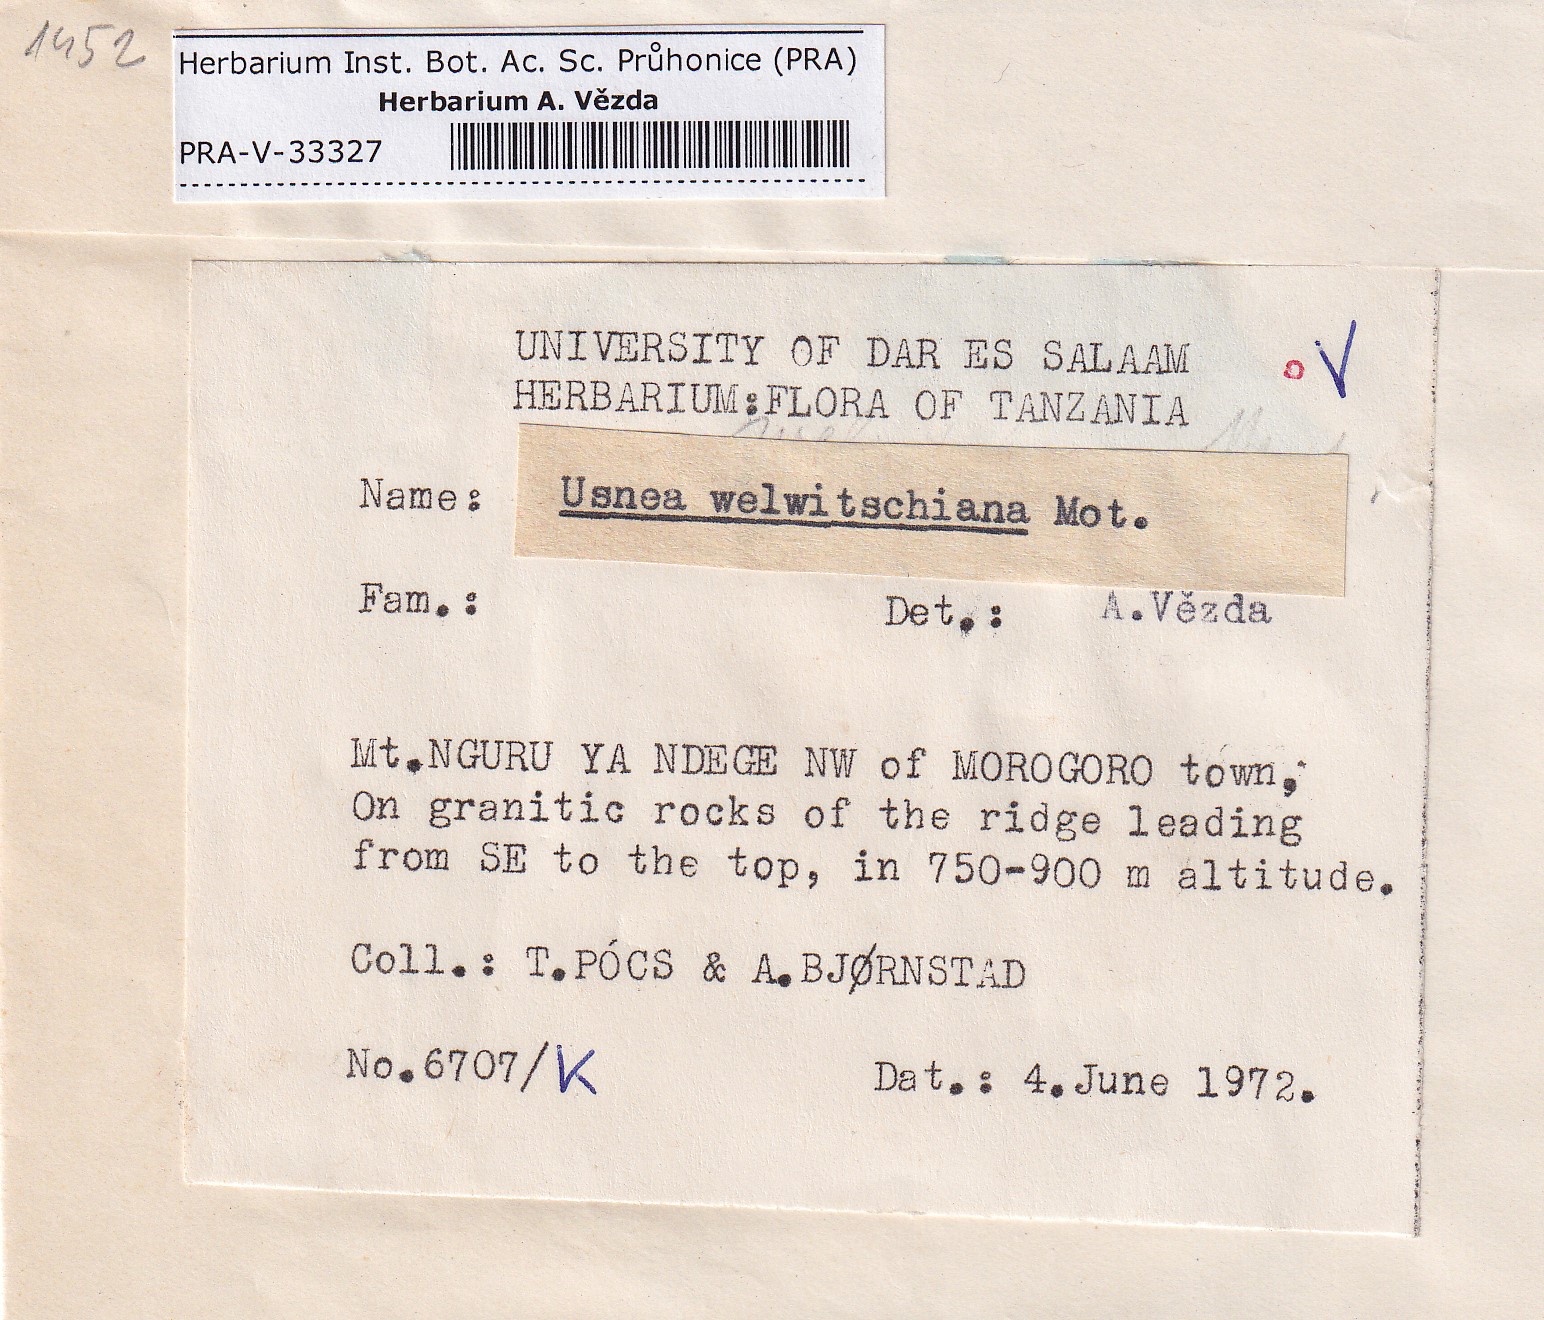 1452
Herbarium Inst. Bot. Ac. Sc. Průhonice (PRA)
Herbarium A. Vězda
PRA-V-33327
UNIVERSITY OF DAR ES SALAAM
HERBARIUM:FLORA OF TANZANIA
o V
Name: Usnea welwitschiana Mot.
Fam.: Det.: A.Vězda
Mt.NGURU YA NDEGE NW of MOROGORO town,
On granitic rocks of the ridge leading
from SE to the top, in 750-900 m altitude.
Coll.: T.PÓCS & A.BJØRNSTAD
No.6707/K Dat.: 4.June 1972.